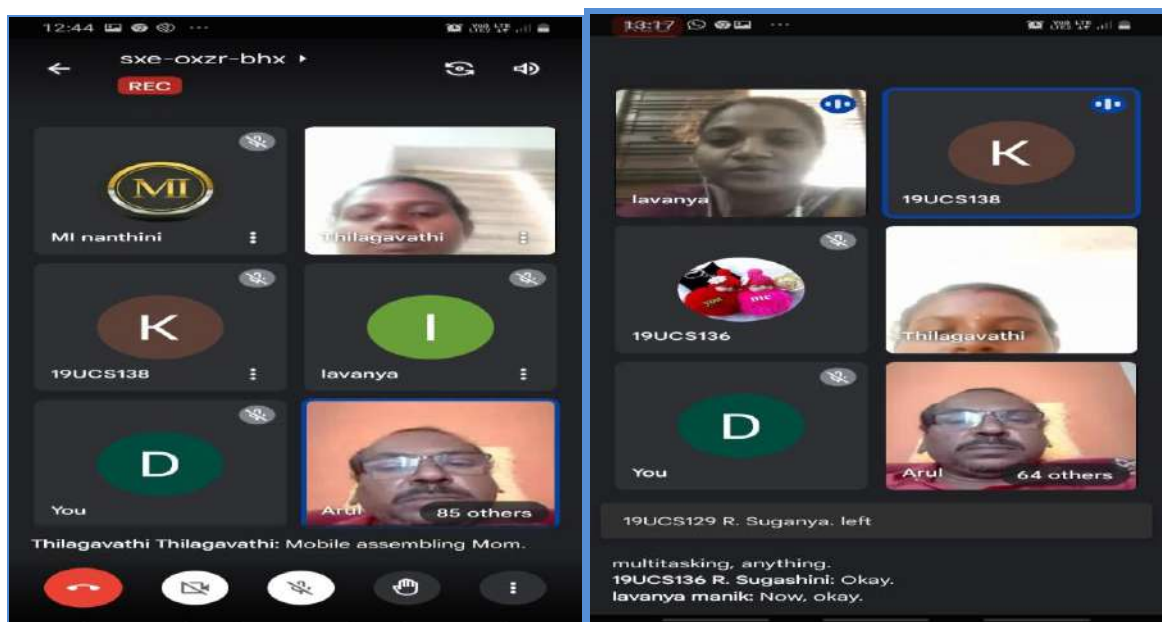 12:44
sxe-oxzr-bhx
REC
MI
MI nanthini
Thilagavathi
K
19UCS138
l
lavanya
D
You
Arul
85 others
Thilagavathi Thilagavathi: Mobile assembling Mom.
13:17
lavanya
K
19UCS138
you
me
19UCS136
Thilagavathi
D
You
Arul
64 others
19UCS129 R. Suganya. left
multitasking, anything.
19UCS136 R. Sugashini: Okay.
lavanya manik: Now, okay.